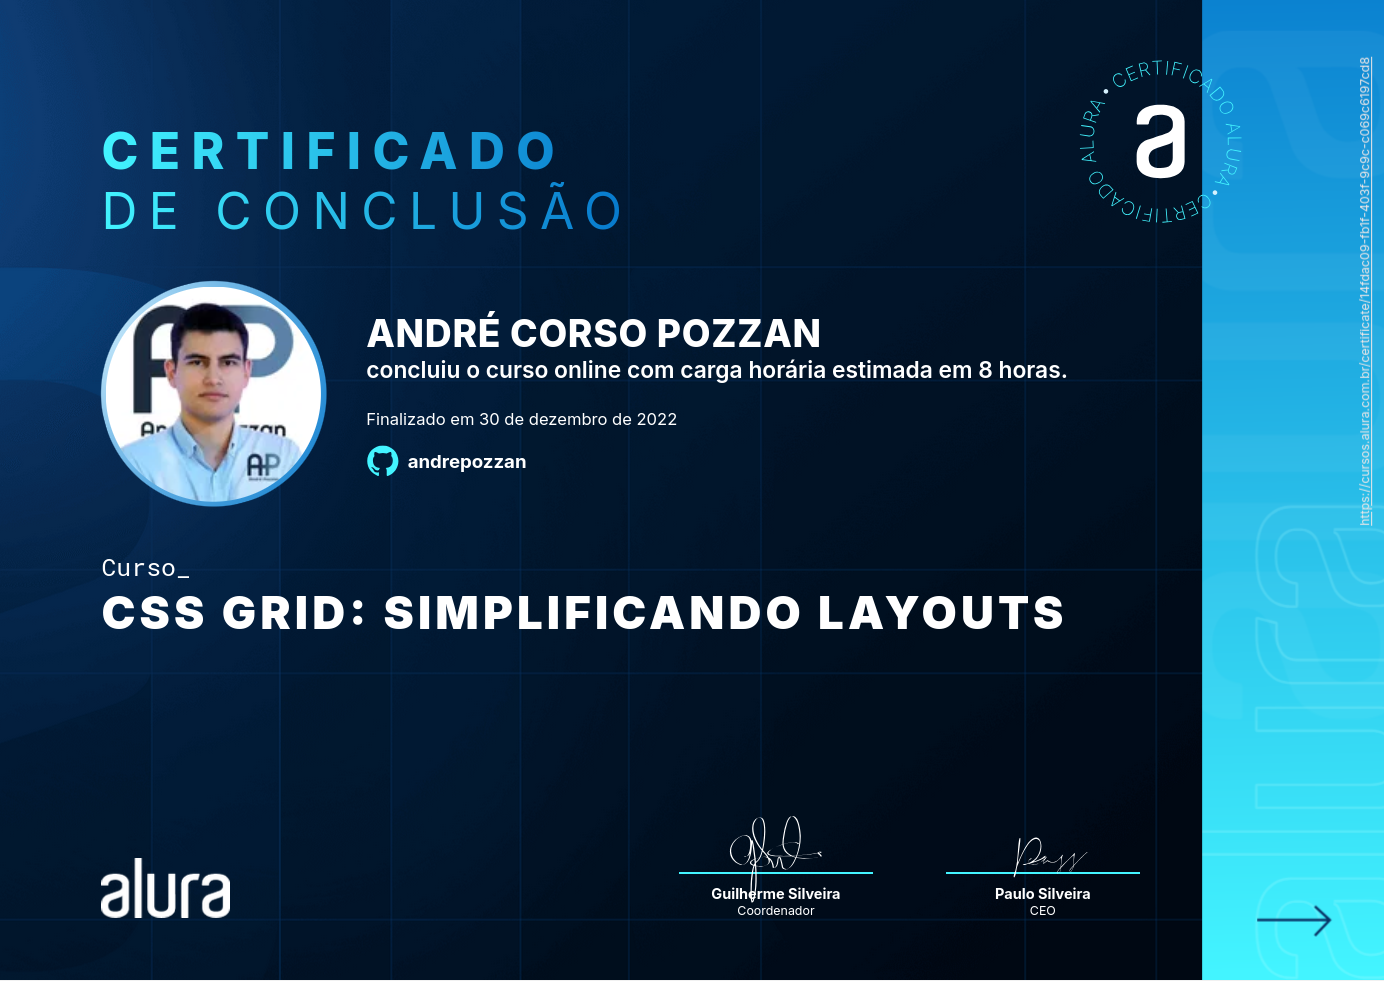 CERTIFICADO
DE CONCLUSÃO
• CERTIFICADO ALURA • CERTIFICADO ALURA
a
ANDRÉ CORSO POZZAN
concluiu o curso online com carga horária estimada em 8 horas.
Finalizado em 30 de dezembro de 2022
andrepozzan
AP
Curso_
CSS GRID: SIMPLIFICANDO LAYOUTS
alura
Guilherme Silveira
Coordenador
Paulo Silveira
CEO
https://cursos.alura.com.br/certificate/14fdac09-fb1f-403f-9c9c-c069c6197cd8
alura